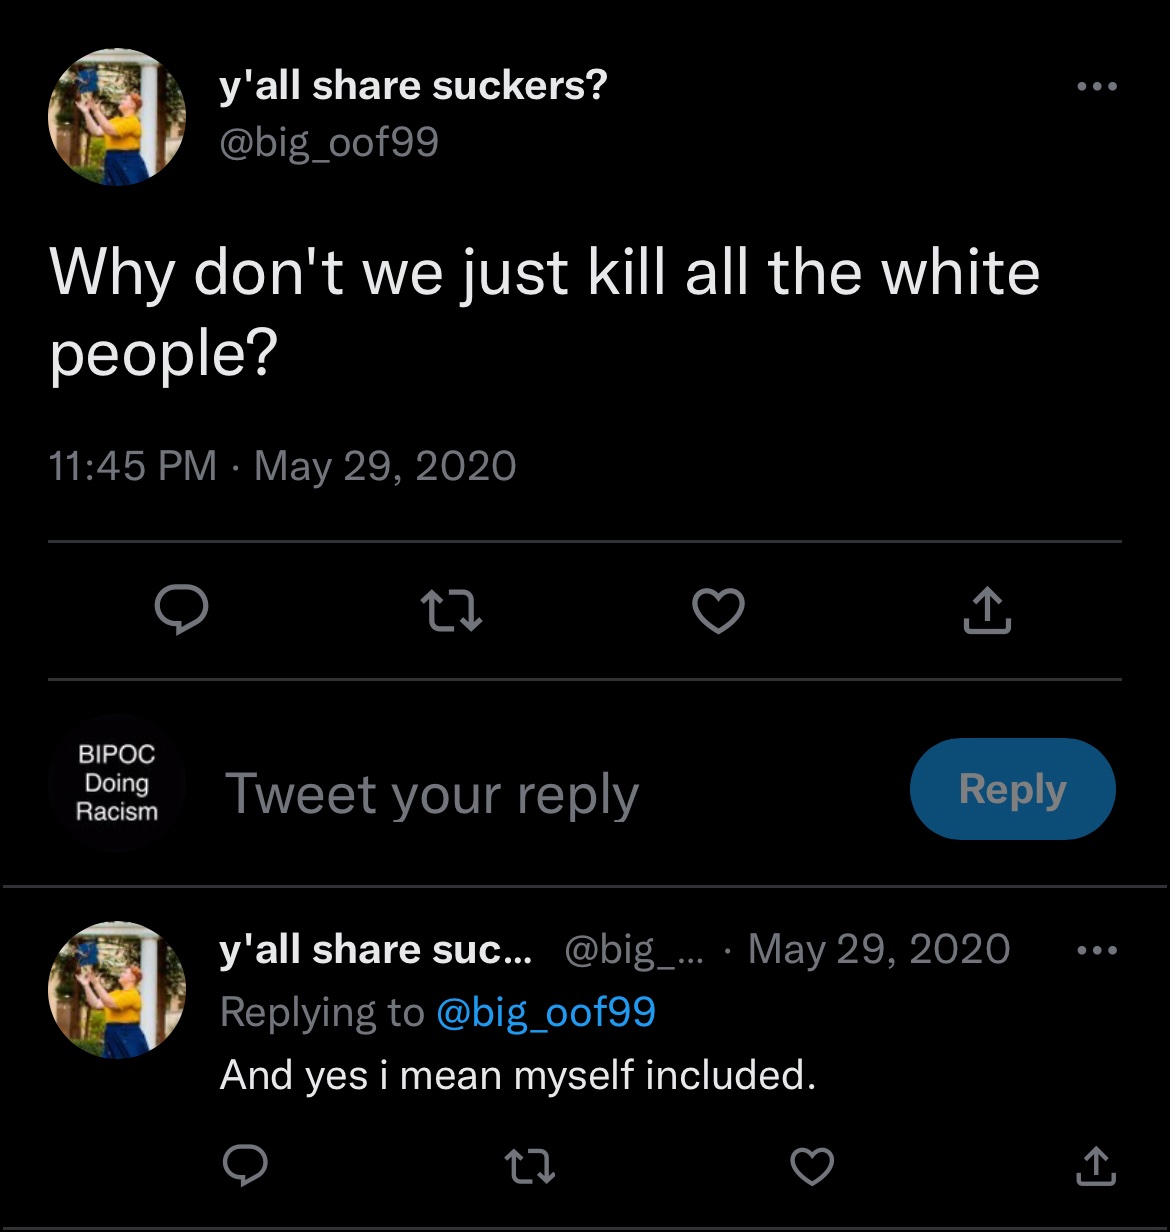 y'all share suckers?
@big_oof99
Why don't we just kill all the white
people?
11:45 PM · May 29, 2020
BIPOC
Doing
Racism
Tweet your reply
Reply
y'all share suc... @big_... · May 29, 2020
Replying to @big_oof99
And yes i mean myself included.